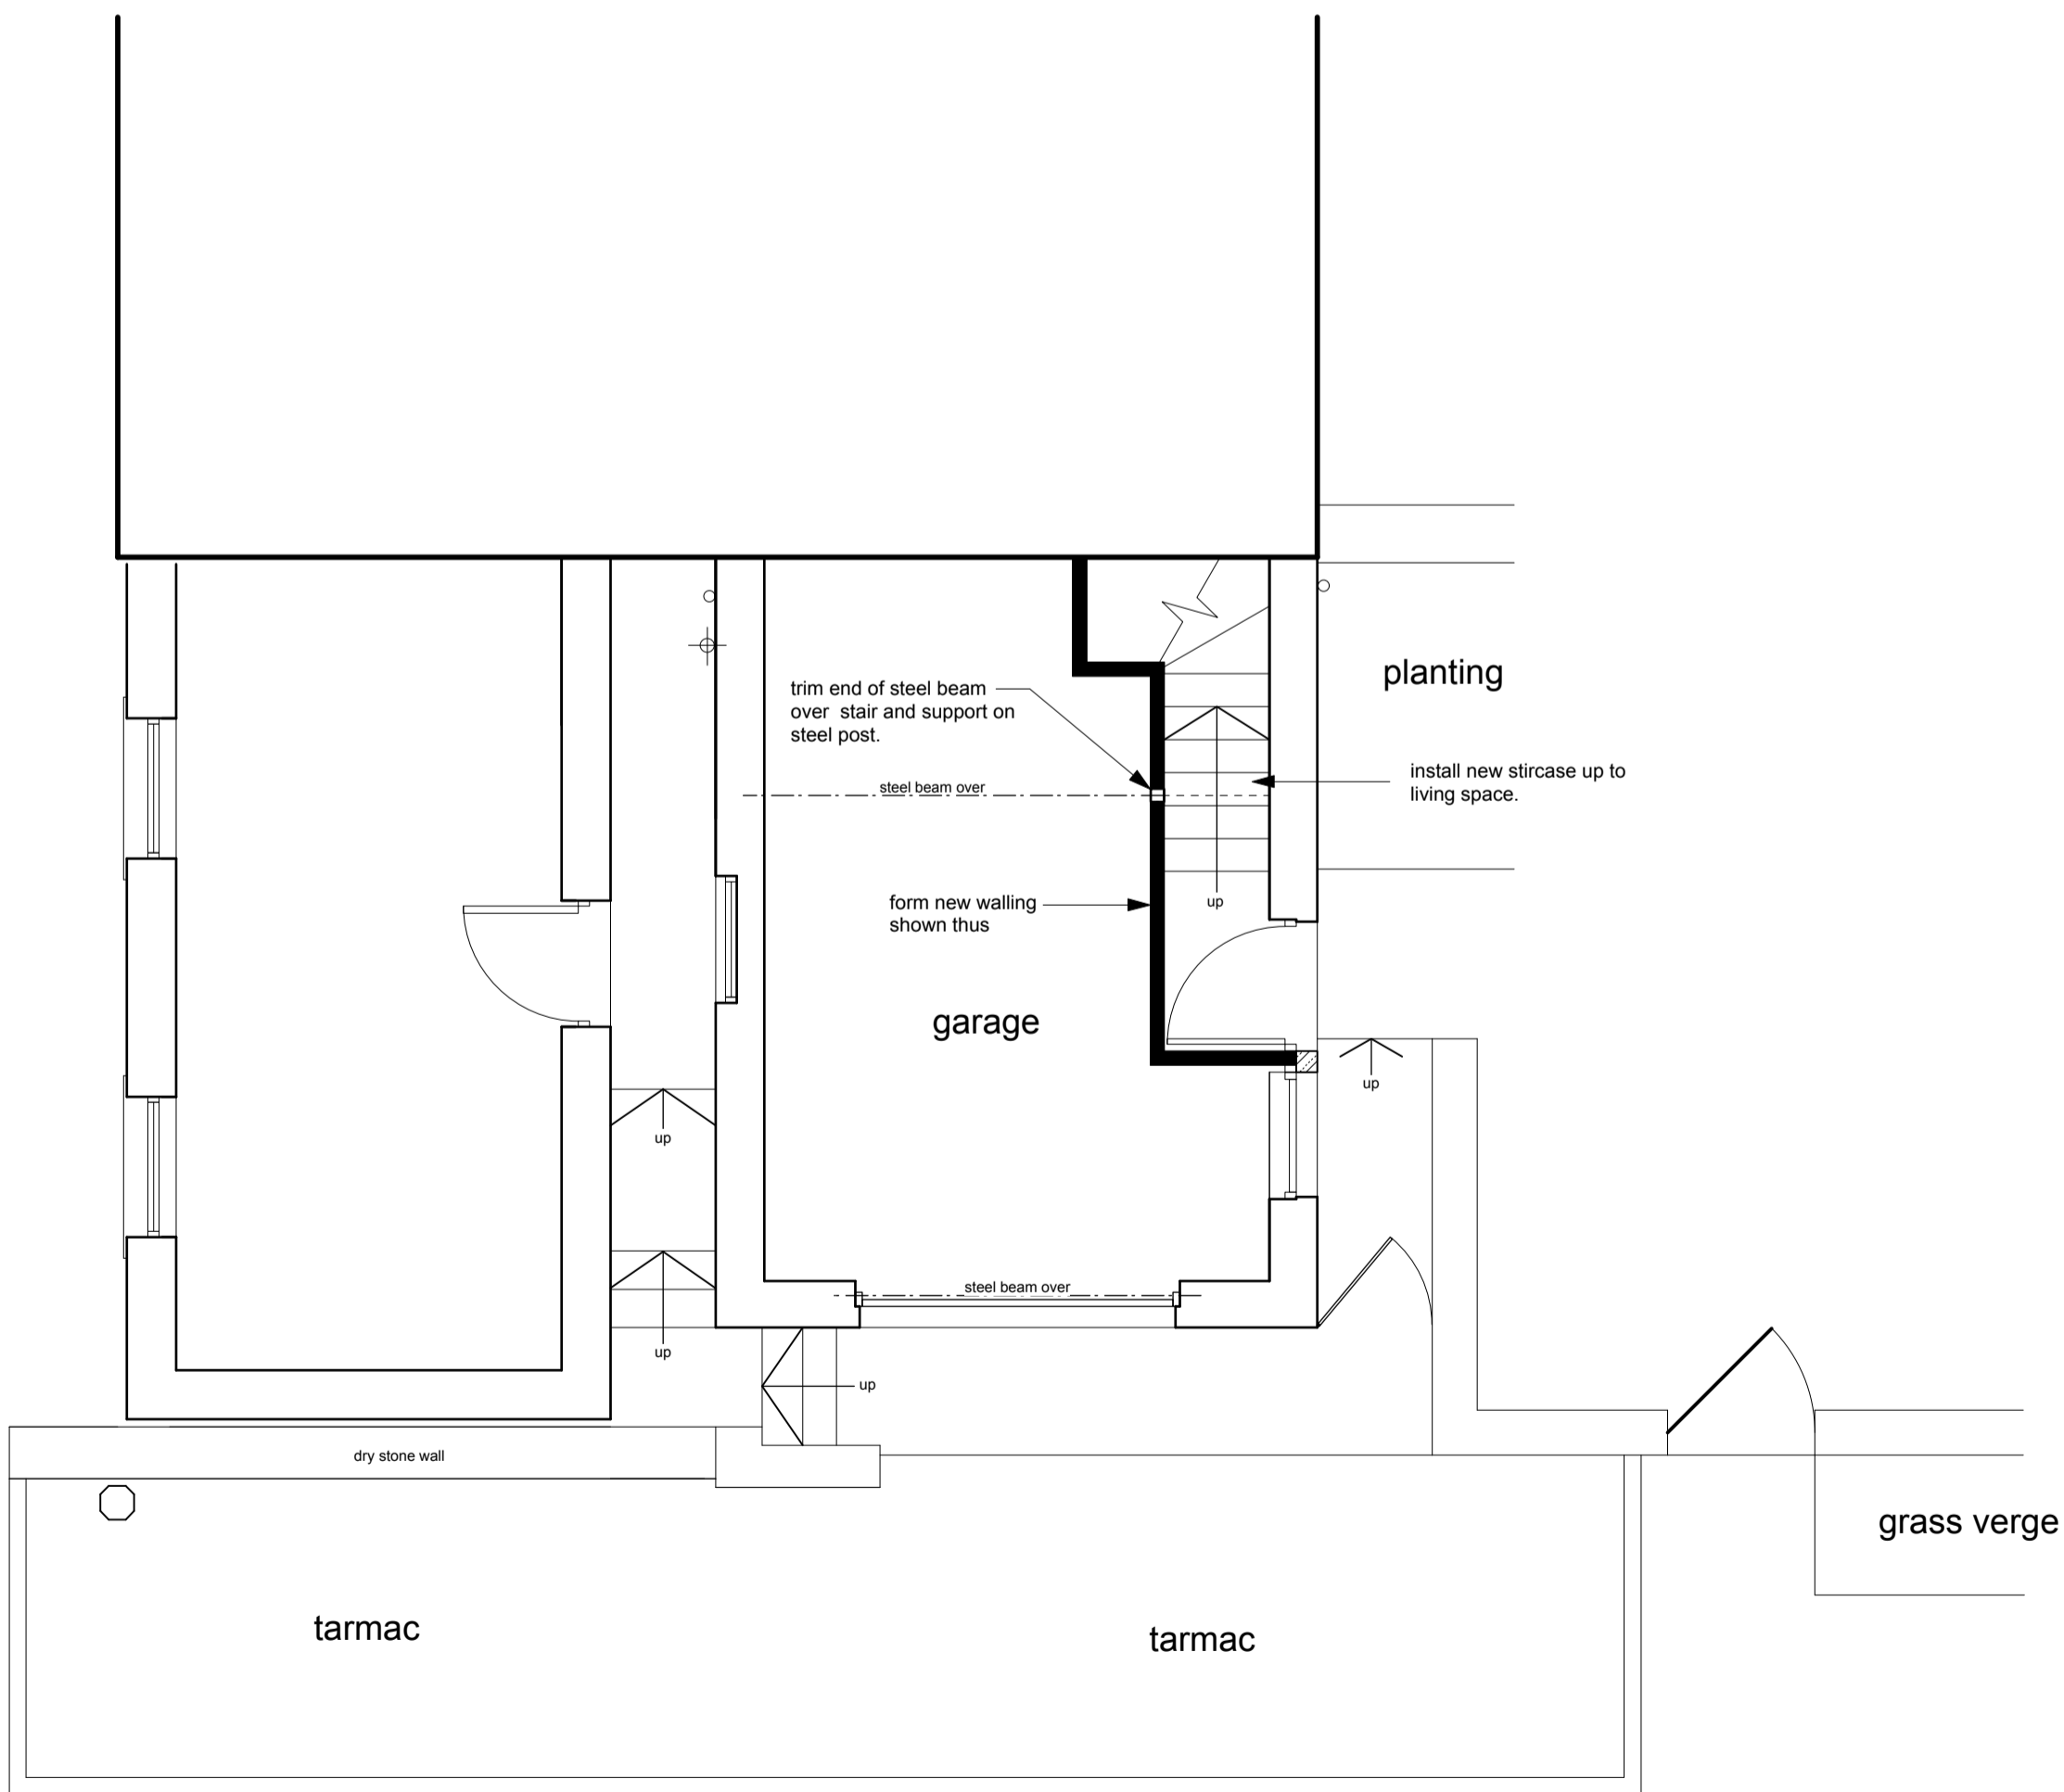 planting
trim end of steel beam
over stair and support on
steel post.
steel beam over
install new stircase up to
living space.
form new walling
shown thus
up
garage
up
up
steel beam over
up
up
dry stone wall
grass verge
tarmac
tarmac